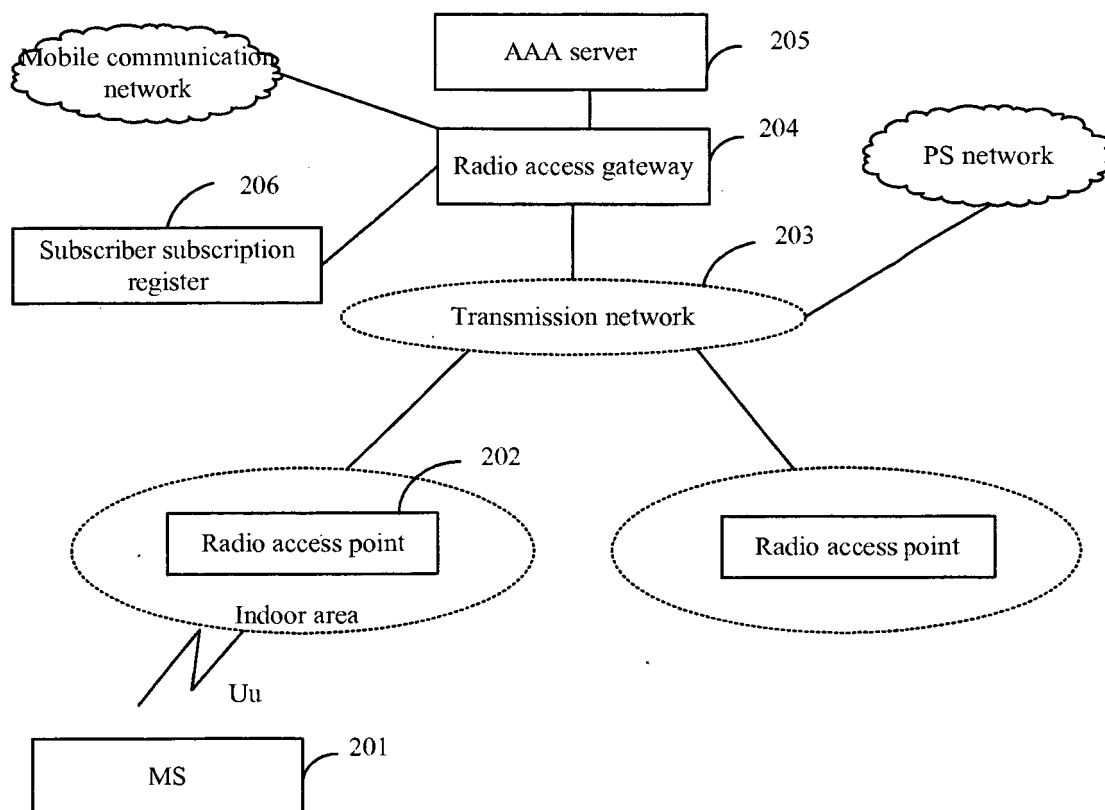 Mobile communication
network
AAA server
205
Radio access gateway
204
PS network
206
Subscriber subscription
register
203
Transmission network
202
Radio access point
Radio access point
Indoor area
Uu
201
MS